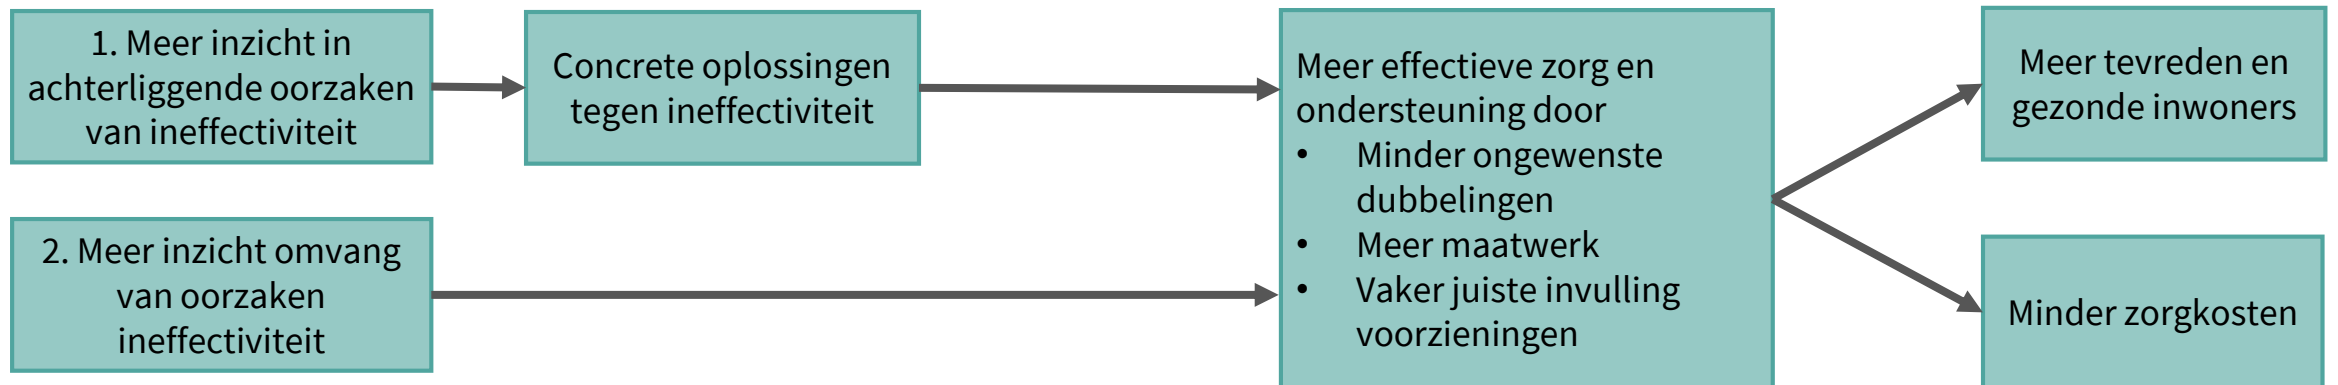 1. Meer inzicht in
achterliggende oorzaken
van ineffectiviteit
Concrete oplossingen
tegen ineffectiviteit
2. Meer inzicht omvang
van oorzaken
ineffectiviteit
Meer effectieve zorg en
ondersteuning door
• Minder ongewenste
dubbelingen
• Meer maatwerk
• Vaker juiste invulling
voorzieningen
Meer tevreden en
gezonde inwoners
Minder zorgkosten